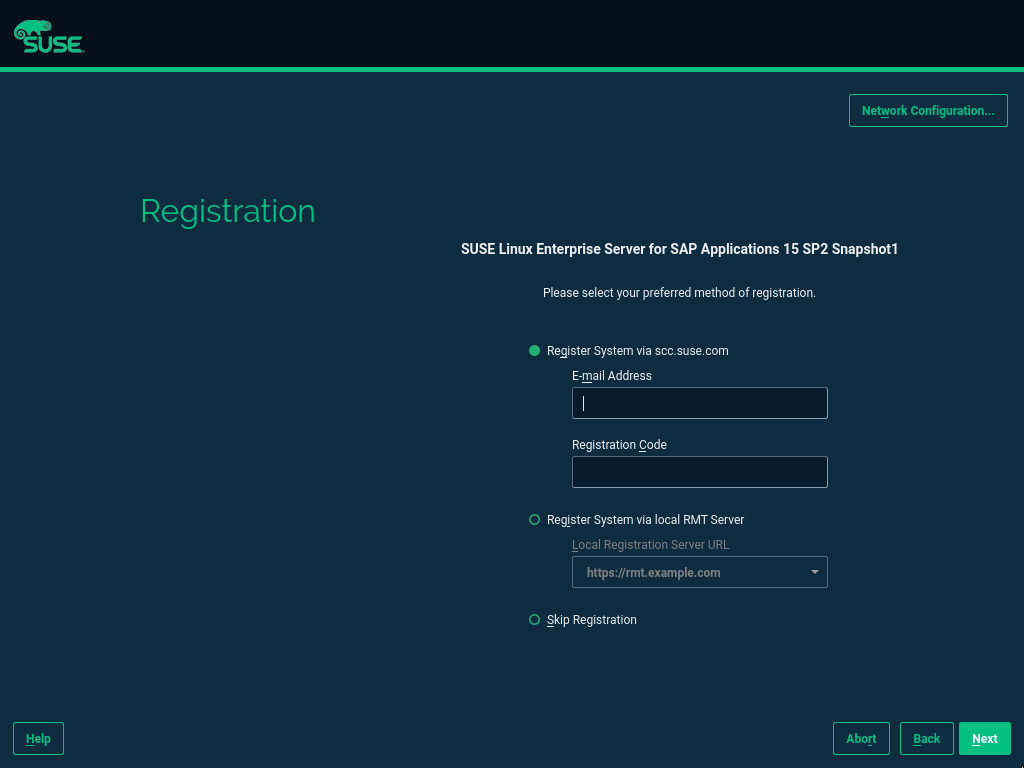 SUSE
Network Configuration...
Registration
SUSE Linux Enterprise Server for SAP Applications 15 SP2 Snapshot1
Please select your preferred method of registration.
Register System via scc.suse.com
E-mail Address
Registration Code
Register System via local RMT Server
Local Registration Server URL
https://rmt.example.com
Skip Registration
Help
Abort
Back
Next